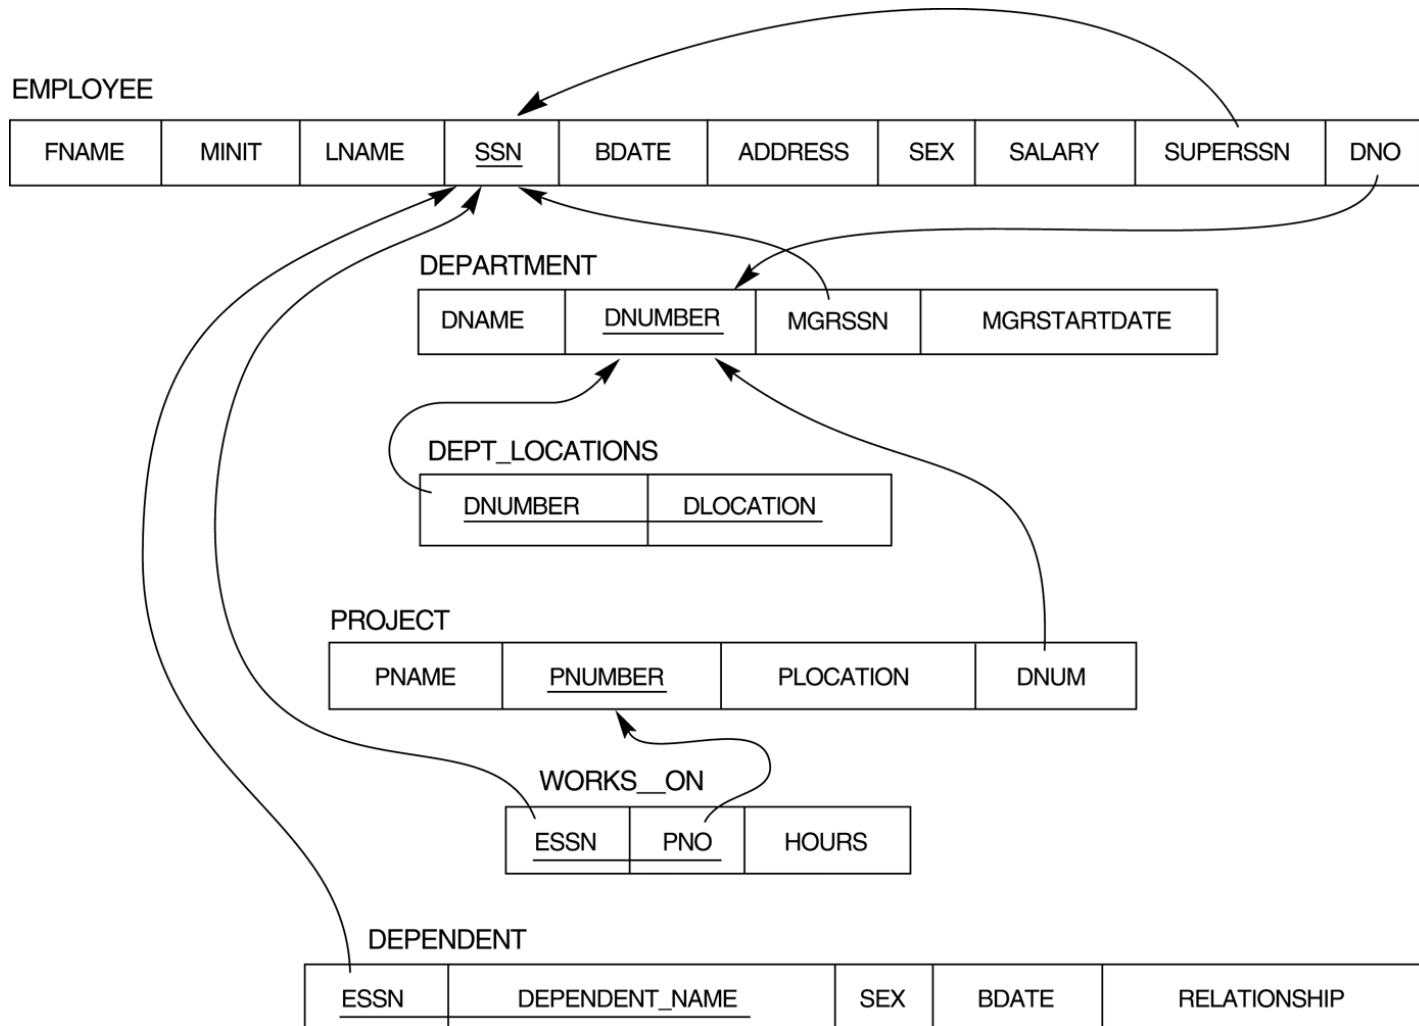 EMPLOYEE
FNAME MINIT LNAME SSN BDATE ADDRESS SEX SALARY SUPERSSN DNO
DEPARTMENT
DNAME DNUMBER MGRSSN MGRSTARTDATE
DEPT_LOCATIONS
DNUMBER DLOCATION
PROJECT
PNAME PNUMBER PLOCATION DNUM
WORKS__ON
ESSN PNO HOURS
DEPENDENT
ESSN DEPENDENT_NAME SEX BDATE RELATIONSHIP